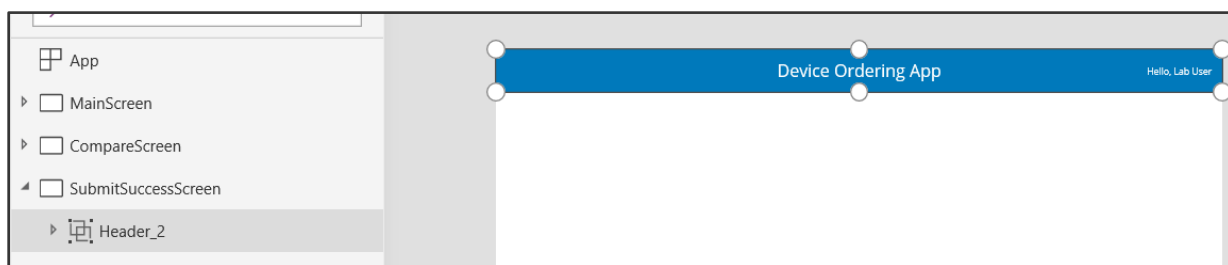 App
MainScreen
CompareScreen
SubmitSuccessScreen
Header_2
Device Ordering App
Hello, Lab User